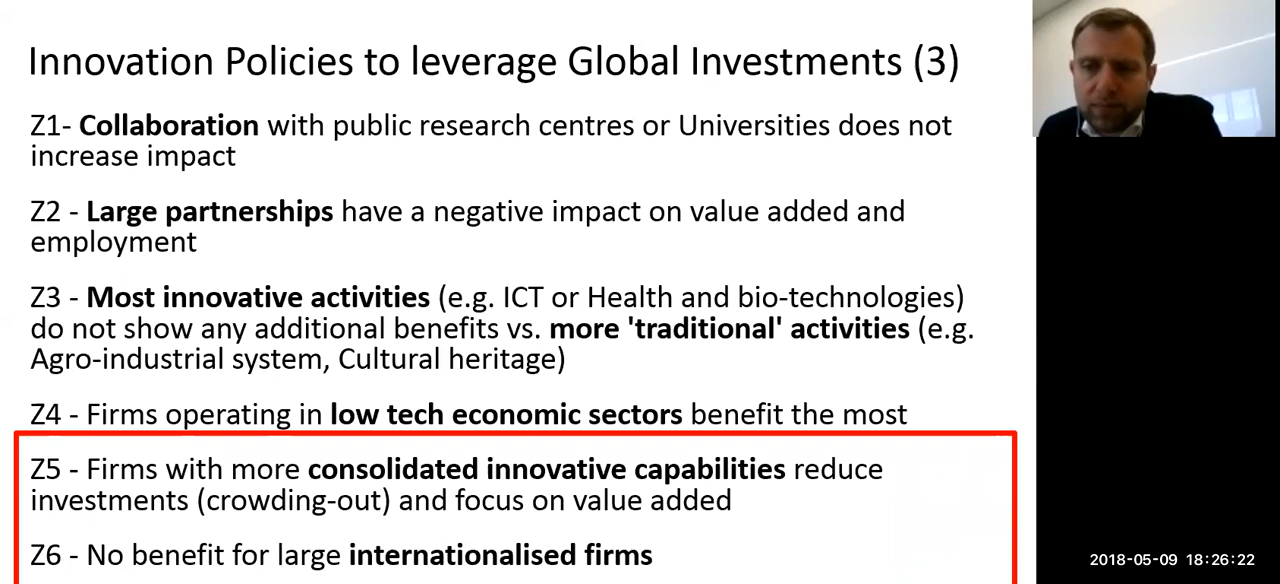 Innovation Policies to leverage Global Investments (3)
Z1- Collaboration with public research centres or Universities does not
increase impact
Z2 - Large partnerships have a negative impact on value added and
employment
Z3 - Most innovative activities (e.g. ICT or Health and bio-technologies)
do not show any additional benefits vs. more 'traditional' activities (e.g.
Agro-industrial system, Cultural heritage)
Z4 - Firms operating in low tech economic sectors benefit the most
Z5 - Firms with more consolidated innovative capabilities reduce
investments (crowding-out) and focus on value added
Z6 - No benefit for large internationalised firms
2018-05-09 18:26:22